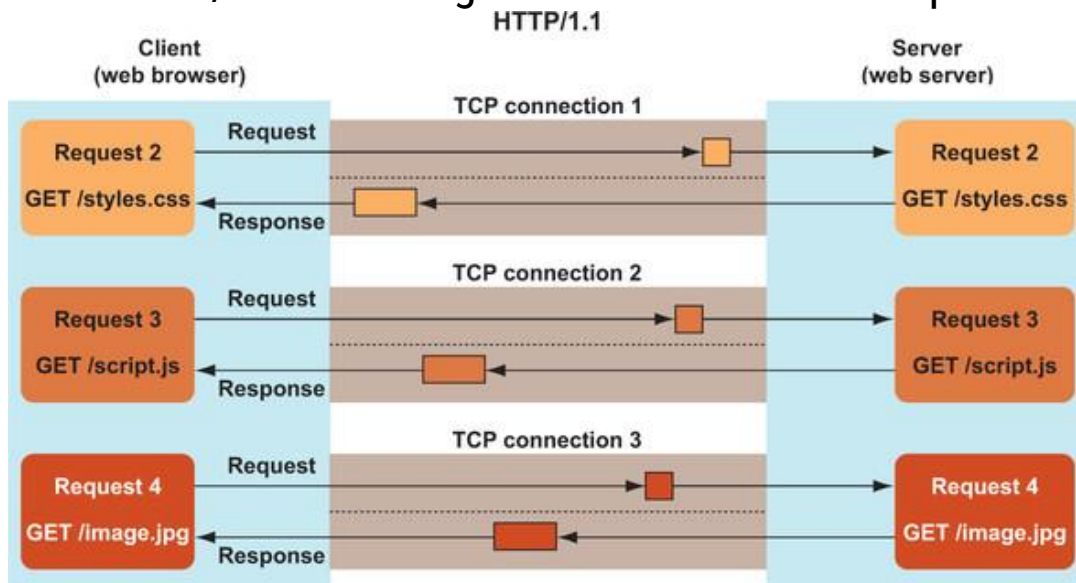 HTTP/1.1
Client
(web browser)
Server
(web server)
TCP connection 1
Request 2
GET /styles.css
Request
Response
Request 2
GET /styles.css
TCP connection 2
Request 3
GET /script.js
Request
Response
Request 3
GET /script.js
TCP connection 3
Request 4
GET /image.jpg
Request
Response
Request 4
GET /image.jpg